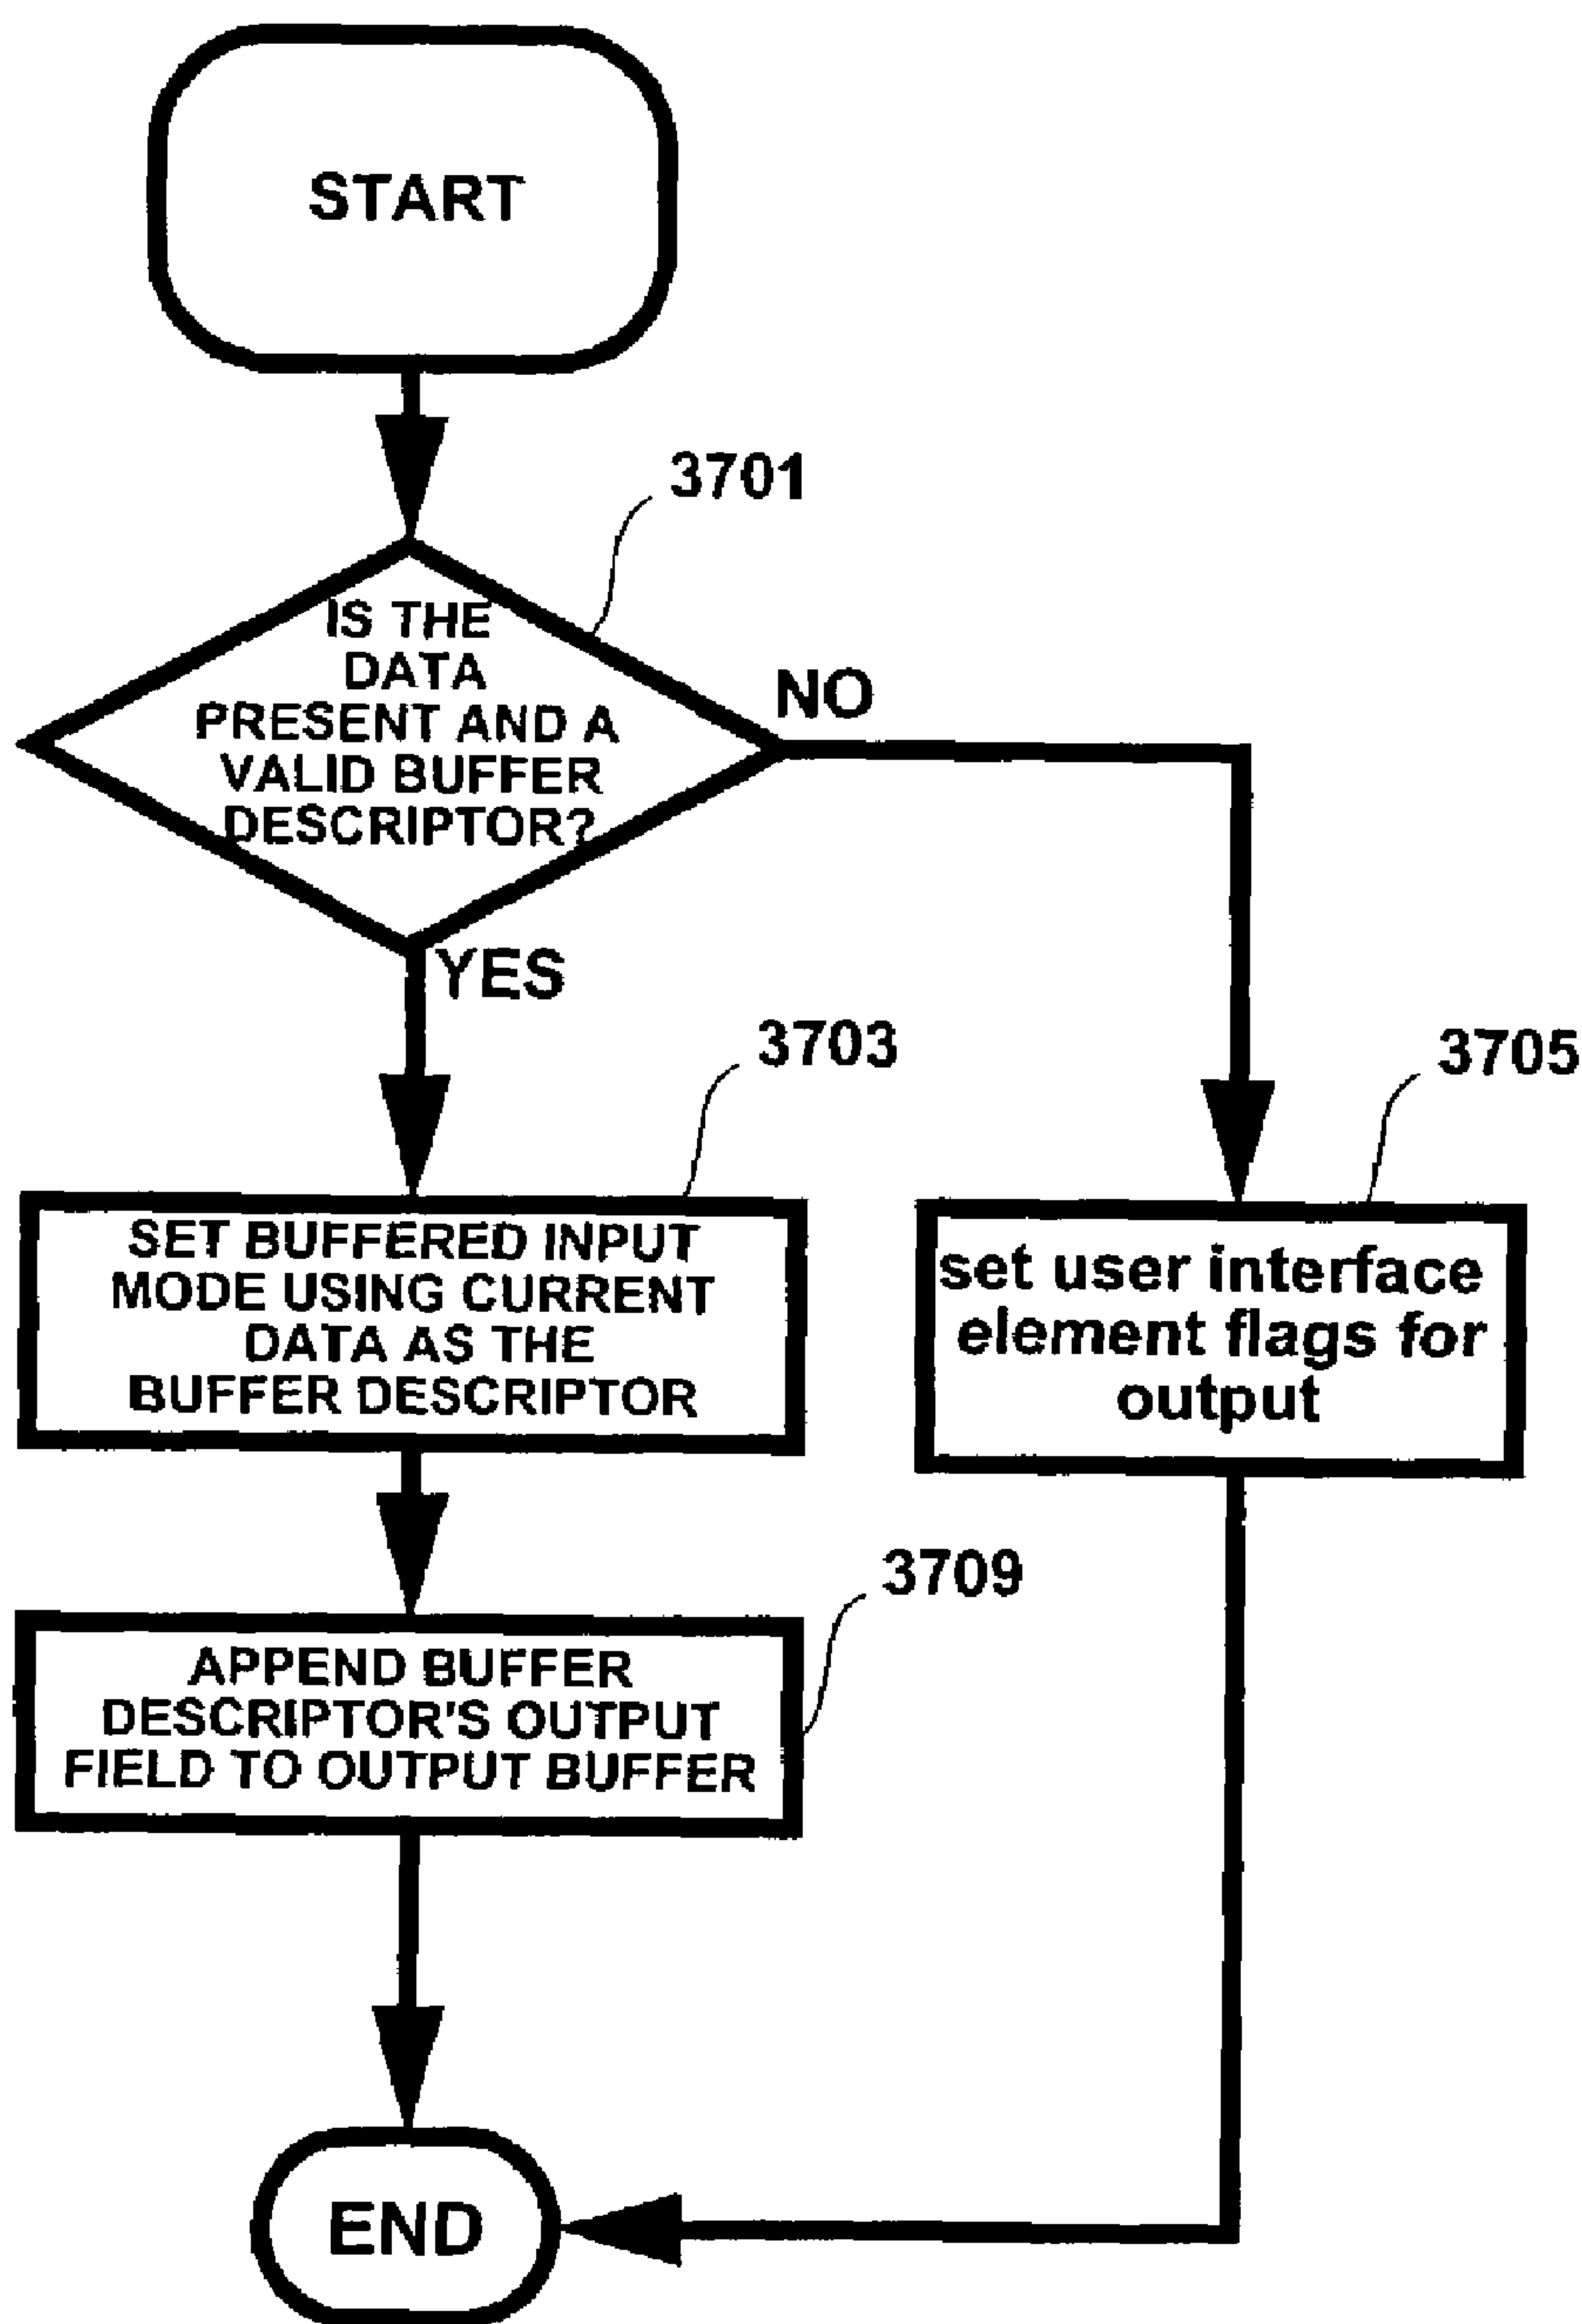 START
3701
IS THE
DATA
PRESENT AND A
VALID BUFFER
DESCRIPTOR?
NO
YES
3703
3705
SET BUFFERED INPUT
MODE USING CURRENT
DATA AS THE
BUFFER DESCRIPTOR
set user interface
element flags for
output
3709
APPEND BUFFER
DESCRIPTOR'S OUTPUT
FIELD TO OUTPUT BUFFER
END